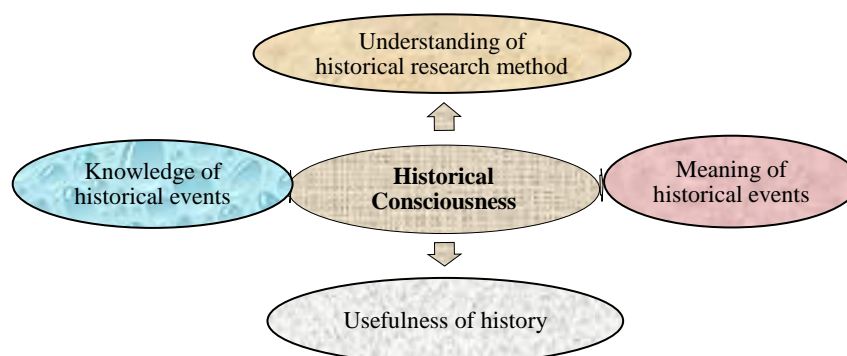 Understanding of
historical research method
Knowledge of
historical events
Historical
Consciousness
Meaning of
historical events
Usefulness of history